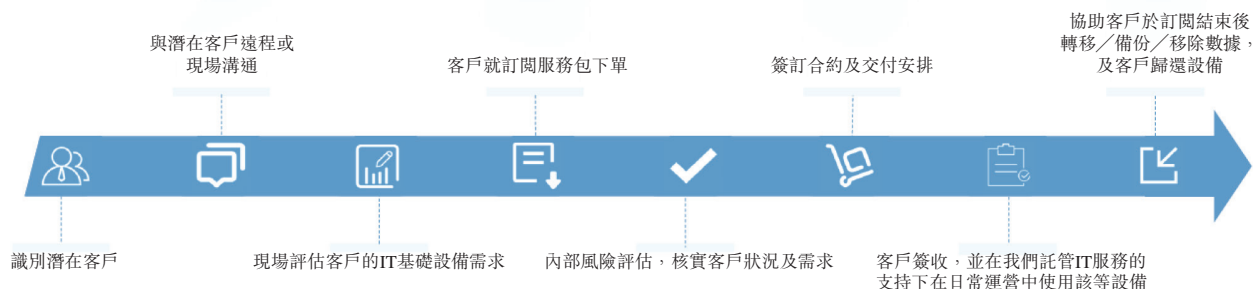 識別潛在客戶
與潛在客戶遠程或
現場溝通
現場評估客戶的IT基礎設備需求
客戶就訂閱服務包下單
內部風險評估，核實客戶狀況及需求
簽訂合約及交付安排
客戶簽收，並在我們託管IT服務的
支持下在日常運營中使用該等設備
協助客戶於訂閱結束後
轉移／備份／移除數據，
及客戶歸還設備